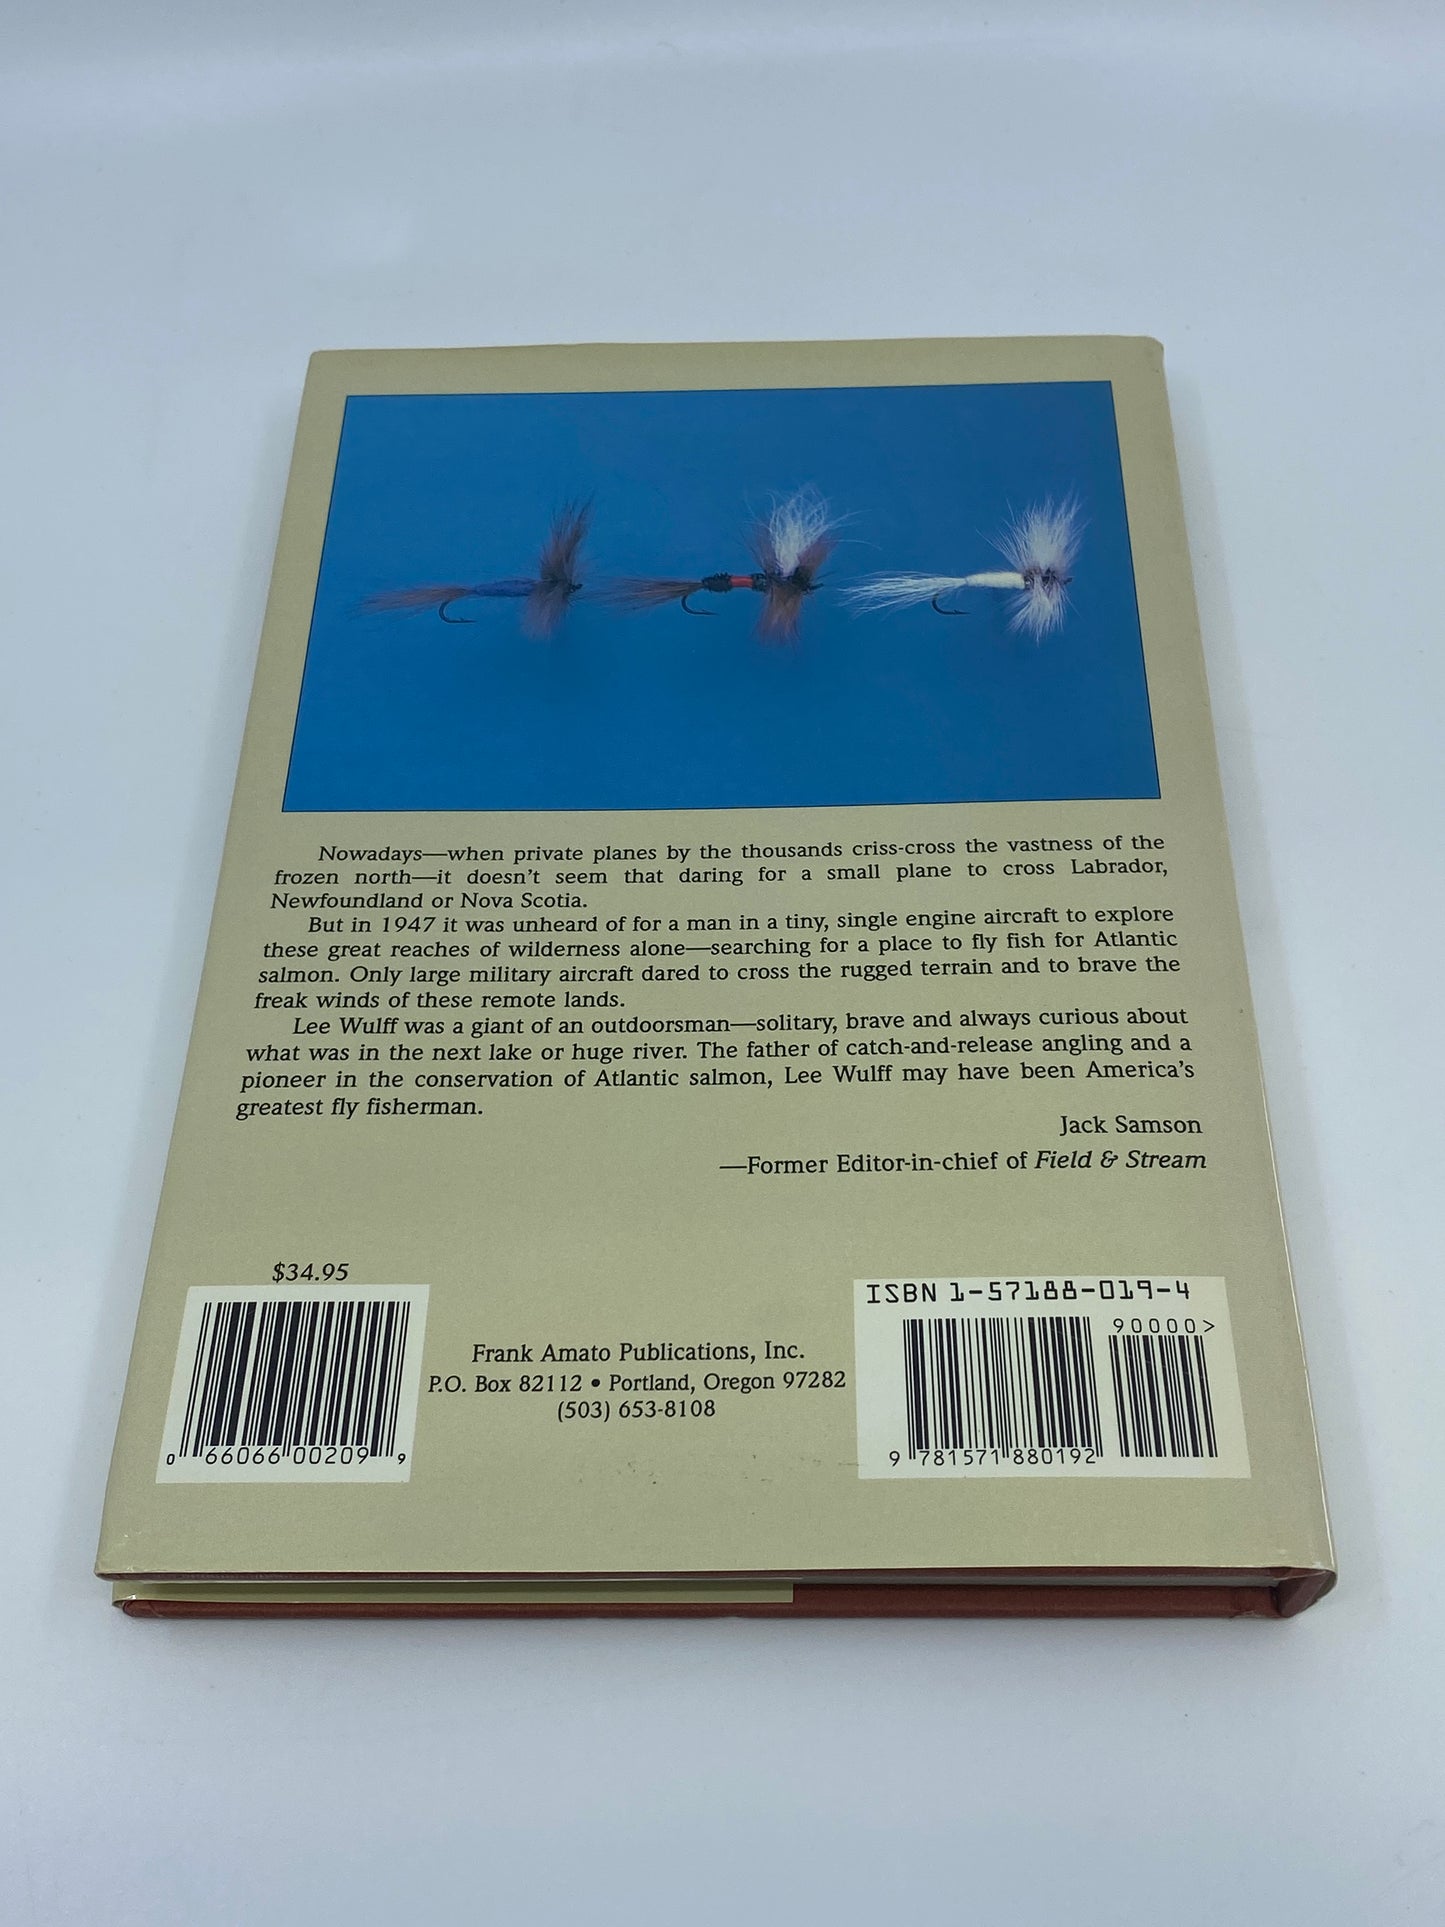 Nowadays—when private planes by the thousands criss-cross the vastness of the
frozen north—it doesn't seem that daring for a small plane to cross Labrador,
Newfoundland or Nova Scotia.
But in 1947 it was unheard of for a man in a tiny, single engine aircraft to explore
these great reaches of wilderness alone—searching for a place to fly fish for Atlantic
salmon. Only large military aircraft dared to cross the rugged terrain and to brave the
freak winds of these remote lands.
Lee Wulff was a giant of an outdoorsman—solitary, brave and always curious about
what was in the next lake or huge river. The father of catch-and-release angling and a
pioneer in the conservation of Atlantic salmon, Lee Wulff may have been America's
greatest fly fisherman.
Jack Samson
—Former Editor-in-chief of Field & Stream
$34.95
0 66066 00209 9
Frank Amato Publications, Inc.
P.O. Box 82112 • Portland, Oregon 97282
(503) 653-8108
ISBN 1-57188-019-4
90000>
9 781571 880192